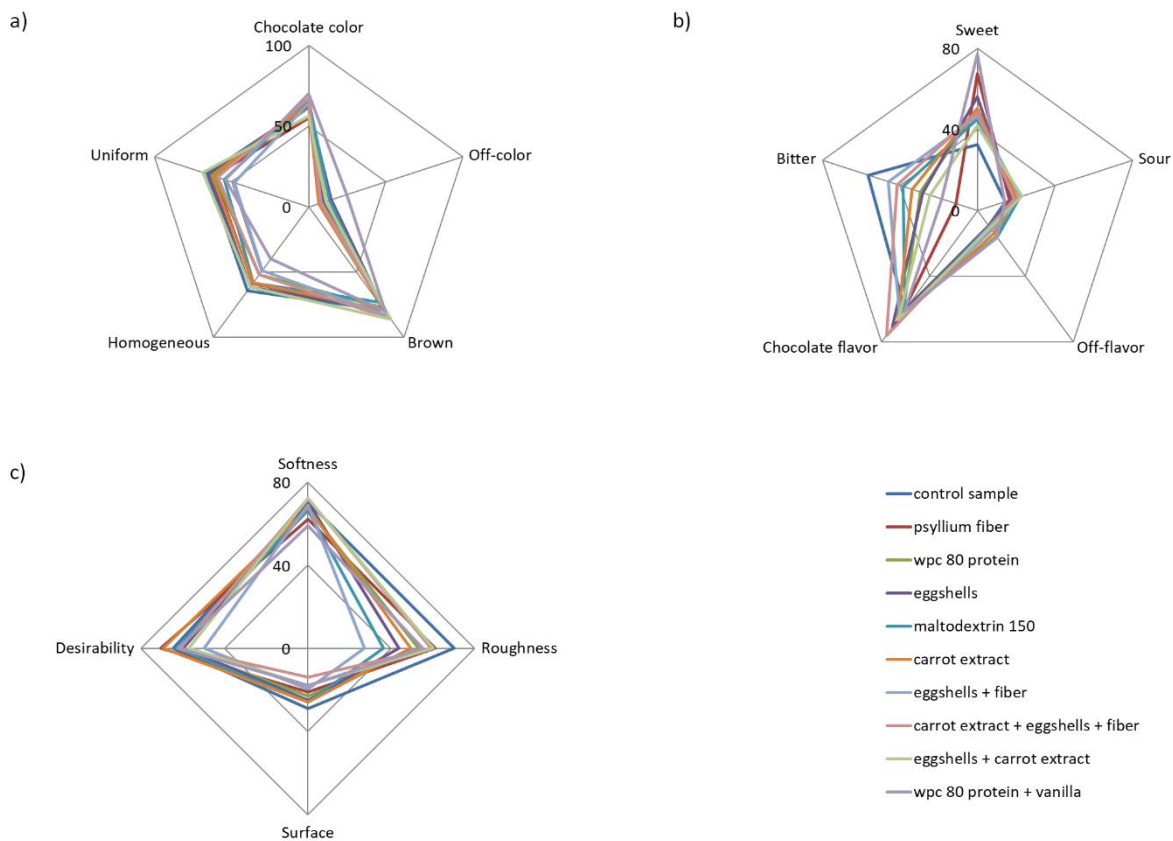 a)
Chocolate color
100
50
0
Uniform
Off-color
Homogeneous
Brown
b)
Sweet
80
40
0
Bitter
Sour
Chocolate flavor
Off-flavor
c)
Softness
80
40
0
Desirability
Roughness
Surface
control sample
psyllium fiber
wpc 80 protein
eggshells
maltodextrin 150
carrot extract
eggshells + fiber
carrot extract + eggshells + fiber
eggshells + carrot extract
wpc 80 protein + vanilla